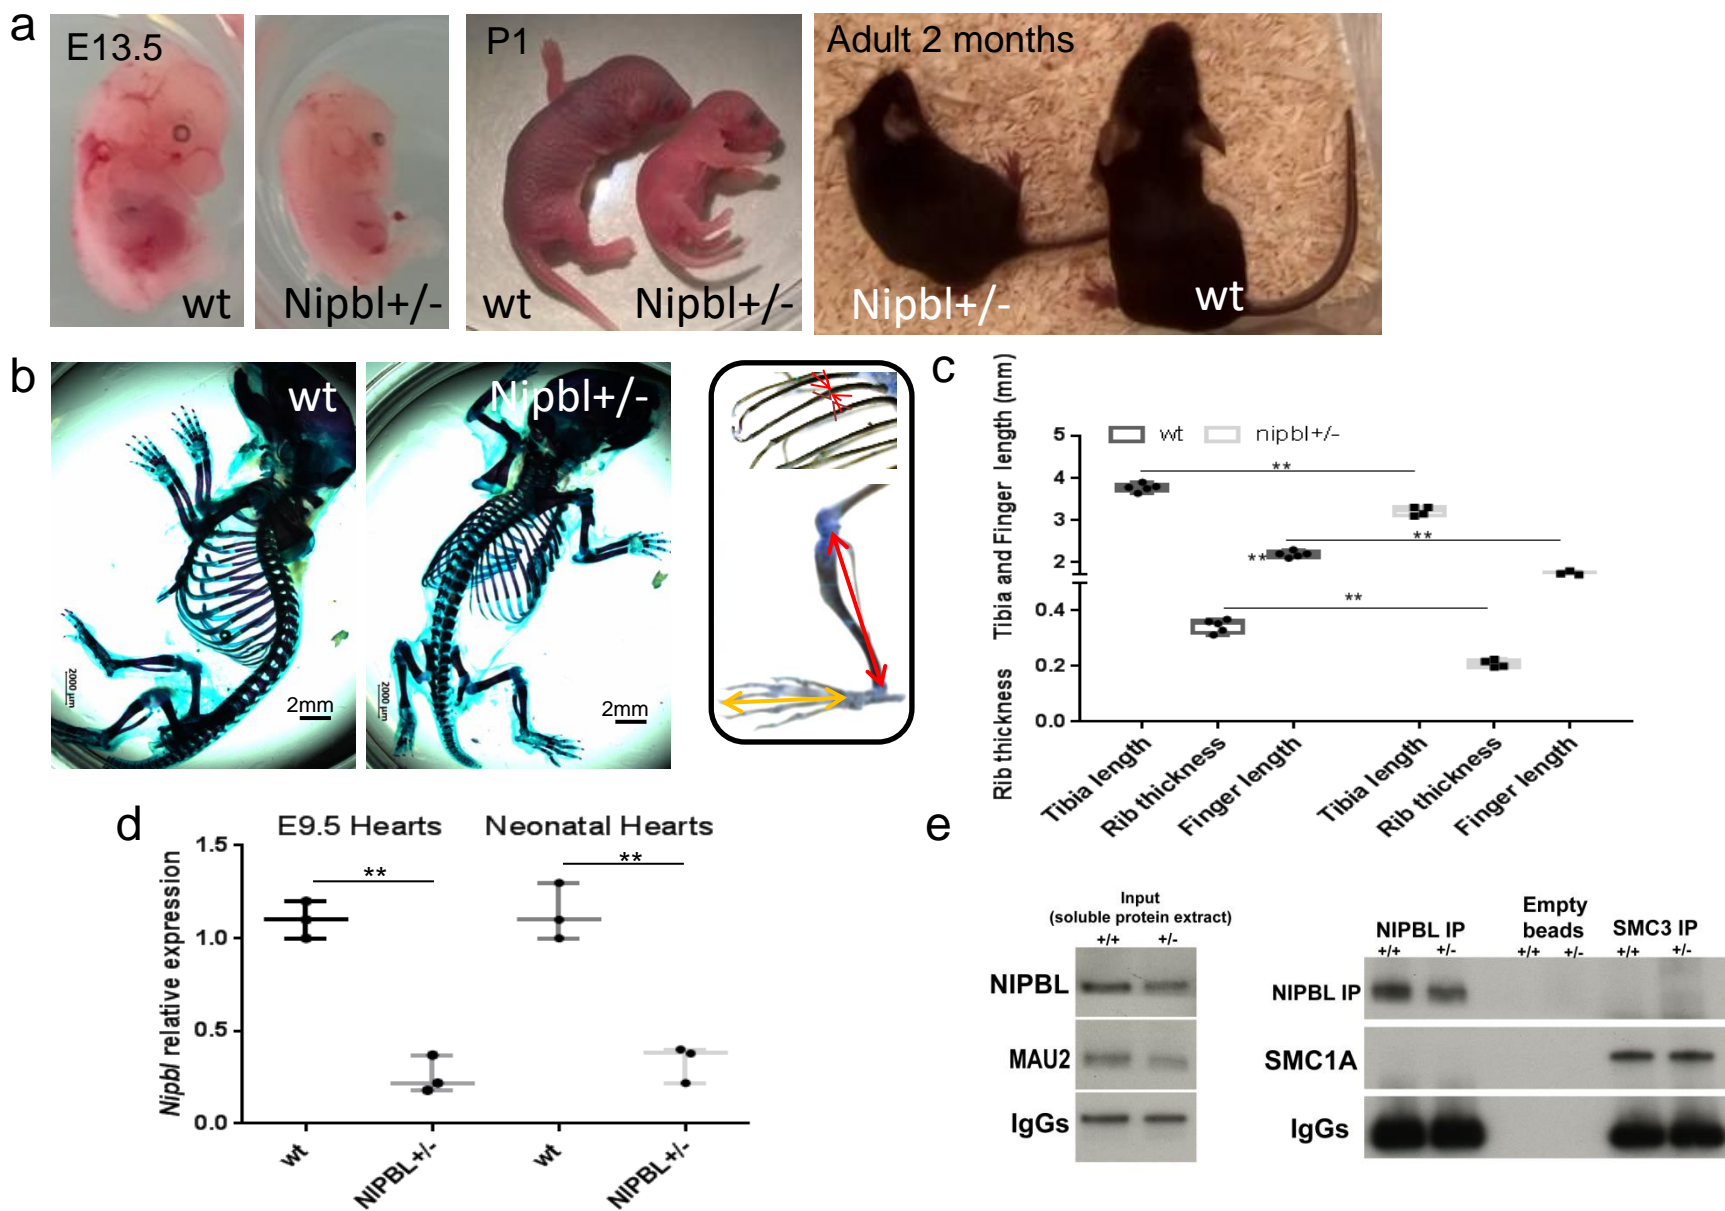 a
E13.5
wt
Nipbl+/-
P1
wt
Nipbl+/-
Adult 2 months
Nipbl+/-
wt
b
wt
2000 µm
2mm
Nipbl+/-
2000 µm
2mm
c
Rib thickness Tibia and Finger length (mm)
wt nipbl+/-
5
4
3
2
0.4
0.2
0.0
**
**
**
**
Tibia length
Rib thickness
Finger length
Tibia length
Rib thickness
Finger length
d
E9.5 Hearts Neonatal Hearts
Nipbl relative expression
1.5
1.0
0.5
0.0
**
**
wt
NIPBL+/-
wt
NIPBL+/-
e
Input
(soluble protein extract)
+/+ +/-
NIPBL
MAU2
IgGs
NIPBL IP
+/+ +/-
Empty
beads
+/+ +/-
SMC3 IP
+/+ +/-
NIPBL IP
SMC1A
IgGs